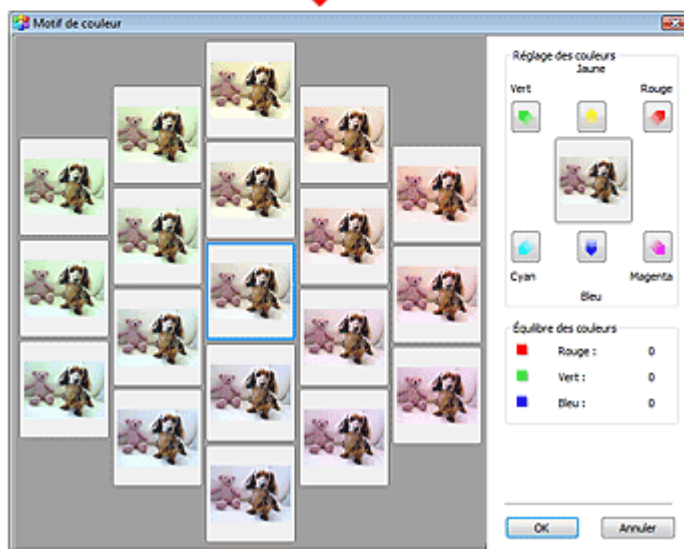 Motif de couleur
Réglage des couleurs
Jaune
Vert
Rouge
Cyan
Magenta
Bleu
Équilibre des couleurs
Rouge : 0
Vert : 0
Bleu : 0
OK
Annuler